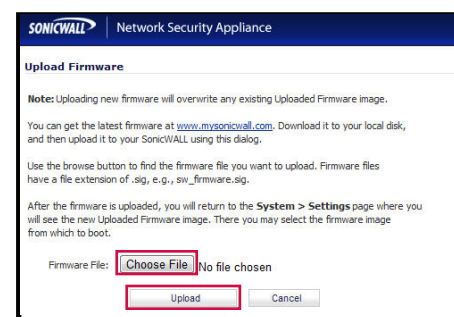 SONICWALL Network Security Appliance
Upload Firmware
Note: Uploading new firmware will overwrite any existing Uploaded Firmware image.
You can get the latest firmware at www.mysonicwall.com. Download it to your local disk,
and then upload it to your SonicWALL using this dialog.
Use the browse button to find the firmware file you want to upload. Firmware files
have a file extension of .sig, e.g., sw_firmware.sig.
After the firmware is uploaded, you will return to the System > Settings page where you
will see the new Uploaded Firmware image. There you may select the firmware image
from which to boot.
Firmware File: Choose File No file chosen
Upload Cancel